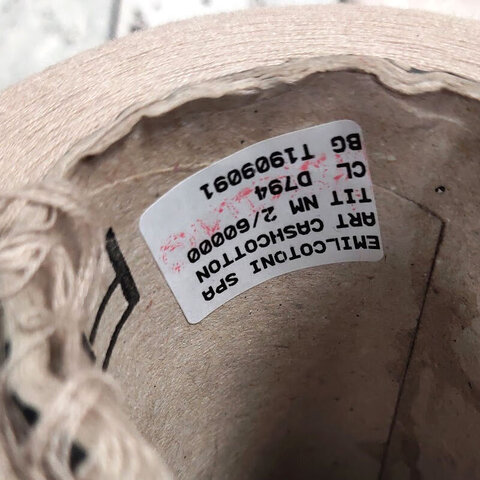 EMILCOTONI SPA
ART CASHCOTTON
TIT NM 2/60000
CL D794
BG T1909091